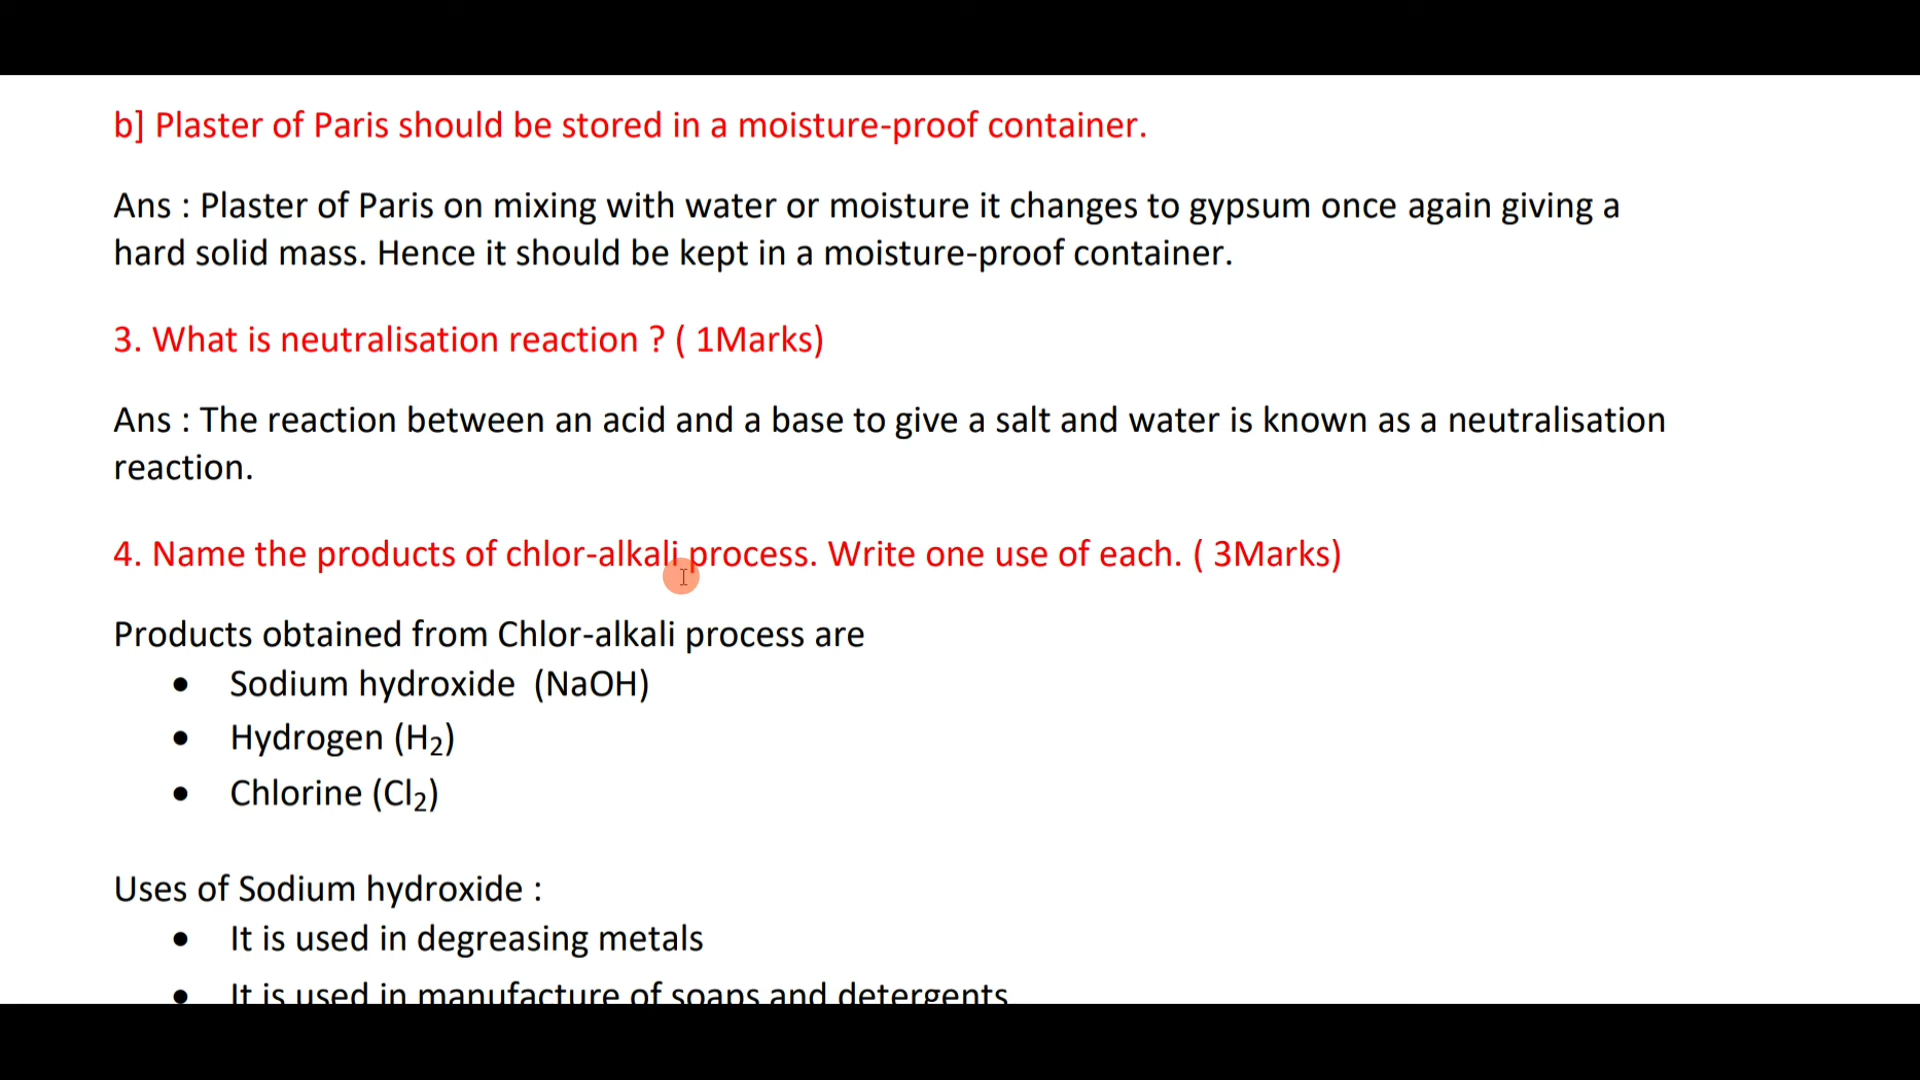 b] Plaster of Paris should be stored in a moisture-proof container.
Ans : Plaster of Paris on mixing with water or moisture it changes to gypsum once again giving a
hard solid mass. Hence it should be kept in a moisture-proof container.
3. What is neutralisation reaction ? ( 1Marks)
Ans : The reaction between an acid and a base to give a salt and water is known as a neutralisation
reaction.
4. Name the products of chlor-alkali process. Write one use of each. ( 3Marks)
Products obtained from Chlor-alkali process are
• Sodium hydroxide (NaOH)
• Hydrogen (H₂)
• Chlorine (Cl₂)
Uses of Sodium hydroxide :
• It is used in degreasing metals
• It is used in manufacture of soaps and detergents